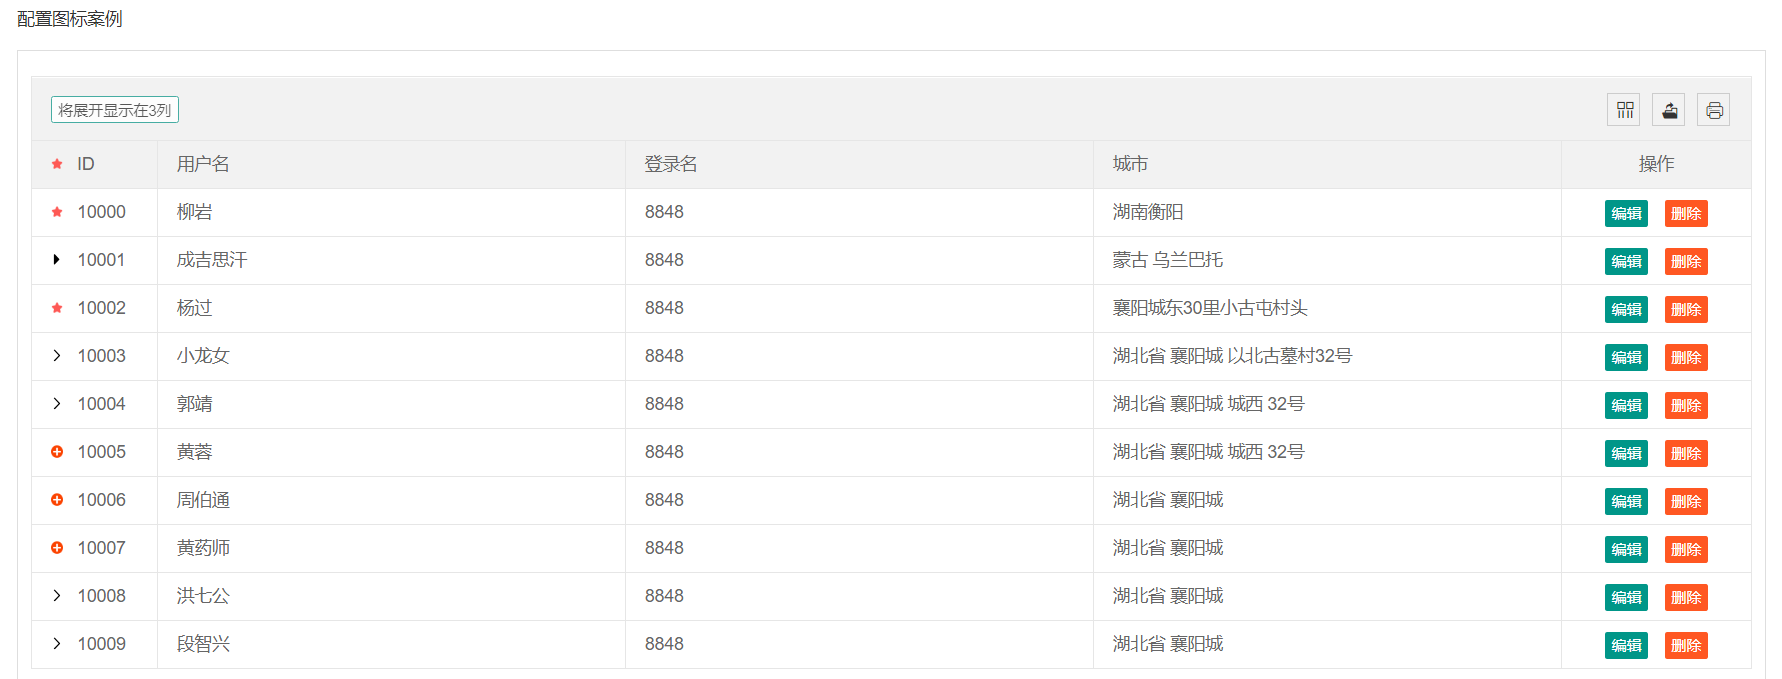 配置图标案例
将展开显示在3列
ID 用户名 登录名 城市 操作
10000 柳岩 8848 湖南衡阳 编辑 删除
10001 成吉思汗 8848 蒙古 乌兰巴托 编辑 删除
10002 杨过 8848 襄阳城东30里小古屯村头 编辑 删除
10003 小龙女 8848 湖北省 襄阳城 以北古墓村32号 编辑 删除
10004 郭靖 8848 湖北省 襄阳城 城西 32号 编辑 删除
10005 黄蓉 8848 湖北省 襄阳城 城西 32号 编辑 删除
10006 周伯通 8848 湖北省 襄阳城 编辑 删除
10007 黄药师 8848 湖北省 襄阳城 编辑 删除
10008 洪七公 8848 湖北省 襄阳城 编辑 删除
10009 段智兴 8848 湖北省 襄阳城 编辑 删除